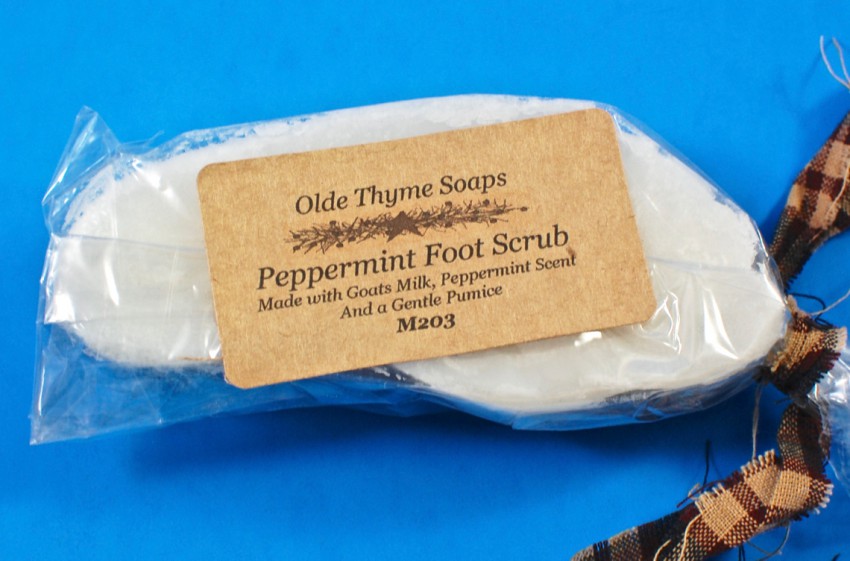 Olde Thyme Soaps
Peppermint Foot Scrub
Made with Goats Milk, Peppermint Scent
And a Gentle Pumice
M203